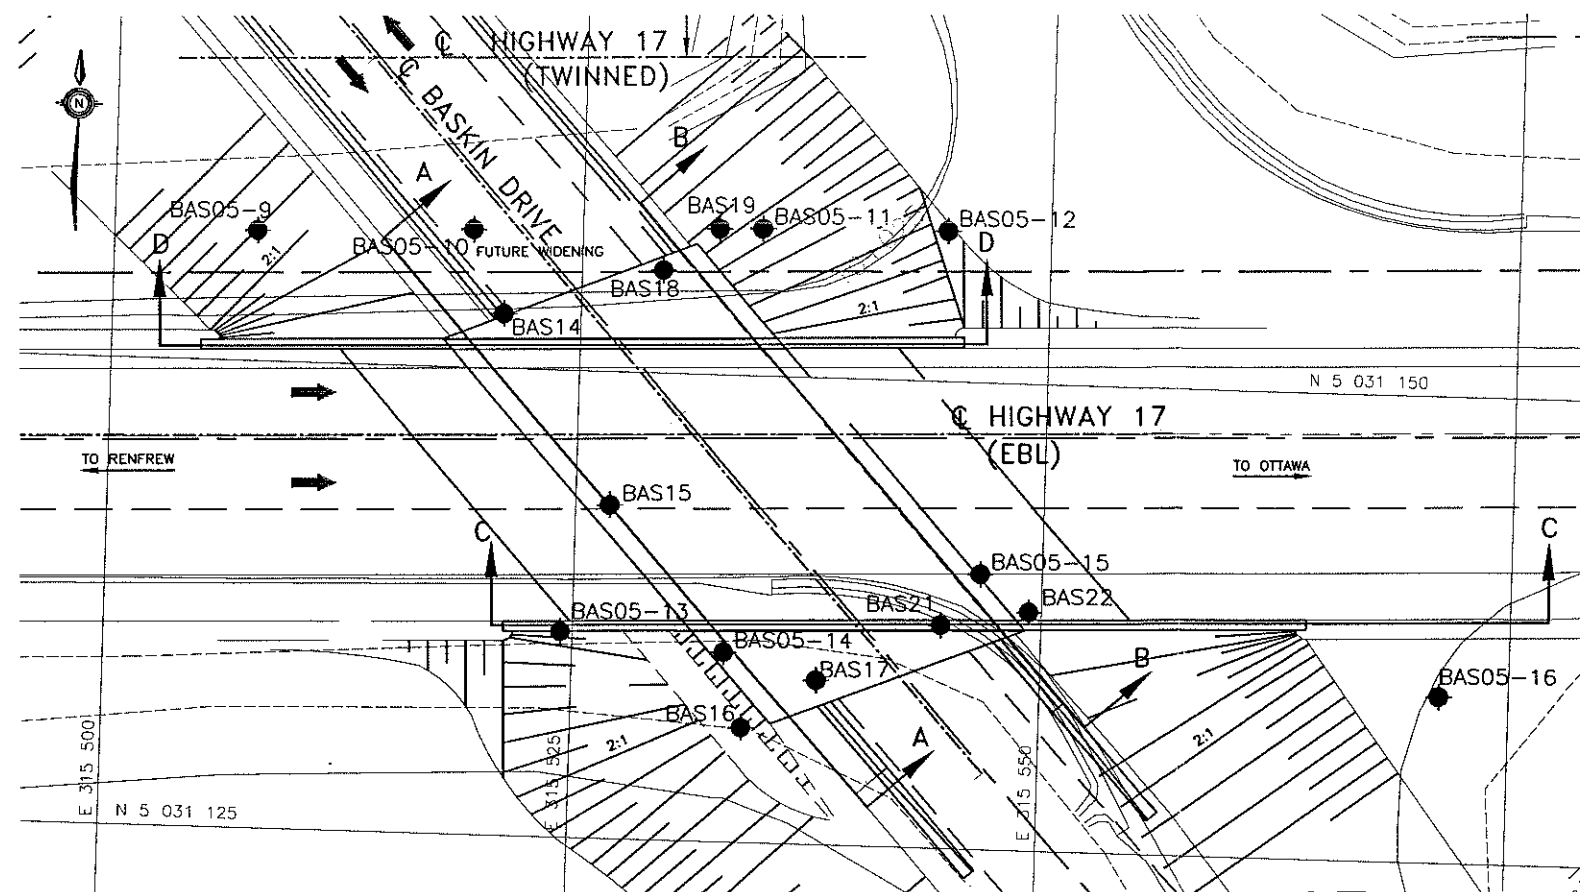 ℄ HIGHWAY 17
(TWINNED)
℄ BASKIN DRIVE
N
B
A
BAS05-9
BAS19
BAS05-11
BAS05-12
D
BAS05-10
FUTURE WIDENING
D
2:1
BAS18
2:1
BAS14
N 5 031 150
℄ HIGHWAY 17
(EBL)
TO RENFREW
TO OTTAWA
BAS15
C
C
BAS05-15
BAS05-13
BAS21
BAS22
BAS05-14
BAS17
B
BAS05-16
BAS16
A
2:1
2:1
E 315 500
E 315 525
E 315 550
N 5 031 125